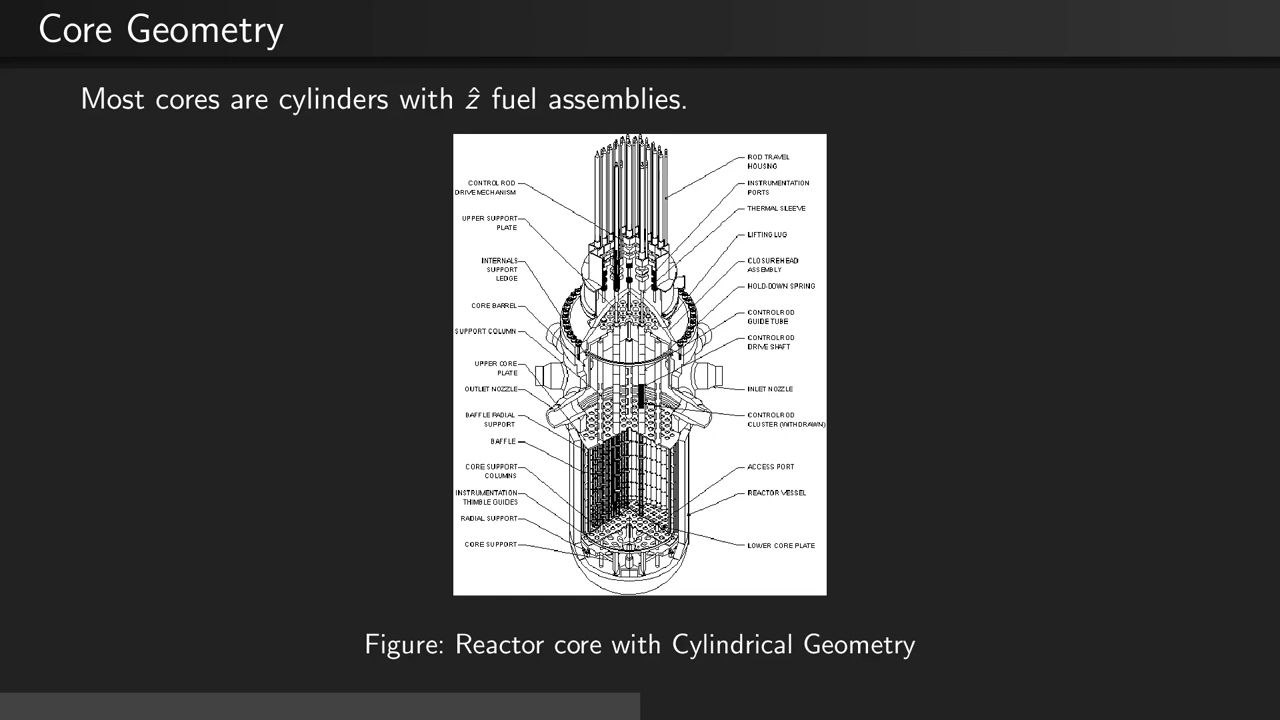 Core Geometry
Most cores are cylinders with ẑ fuel assemblies.
CONTROL ROD
DRIVE MECHANISM
UPPER SUPPORT
PLATE
INTERNALS
SUPPORT
LEDGE
CORE BARREL
SUPPORT COLUMN
UPPER CORE
PLATE
OUTLET NOZZLE
BAFFLE RADIAL
SUPPORT
BAFFLE
CORE SUPPORT
COLUMNS
INSTRUMENTATION
THIMBLE GUIDES
RADIAL SUPPORT
CORE SUPPORT
ROD TRAVEL
HOUSING
INSTRUMENTATION
PORTS
THERMAL SLEEVE
LIFTING LUG
CLOSURE HEAD
ASSEMBLY
HOLD-DOWN SPRING
CONTROL ROD
GUIDE TUBE
CONTROL ROD
DRIVE SHAFT
INLET NOZZLE
CONTROL ROD
CLUSTER (WITHDRAWN)
ACCESS PORT
REACTOR VESSEL
LOWER CORE PLATE
Figure: Reactor core with Cylindrical Geometry